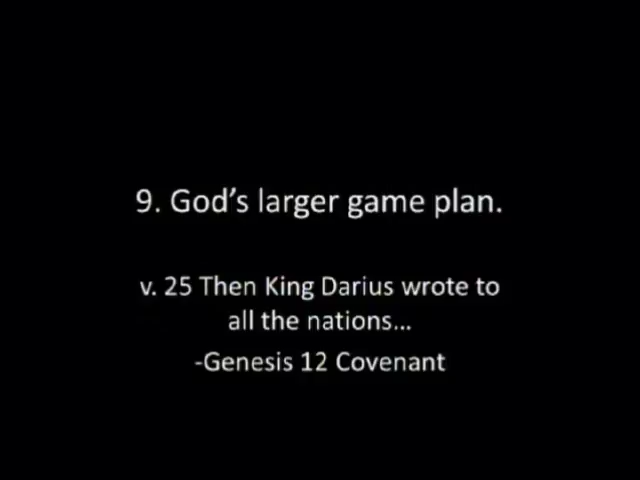 9. God's larger game plan.
v. 25 Then King Darius wrote to
all the nations...
-Genesis 12 Covenant